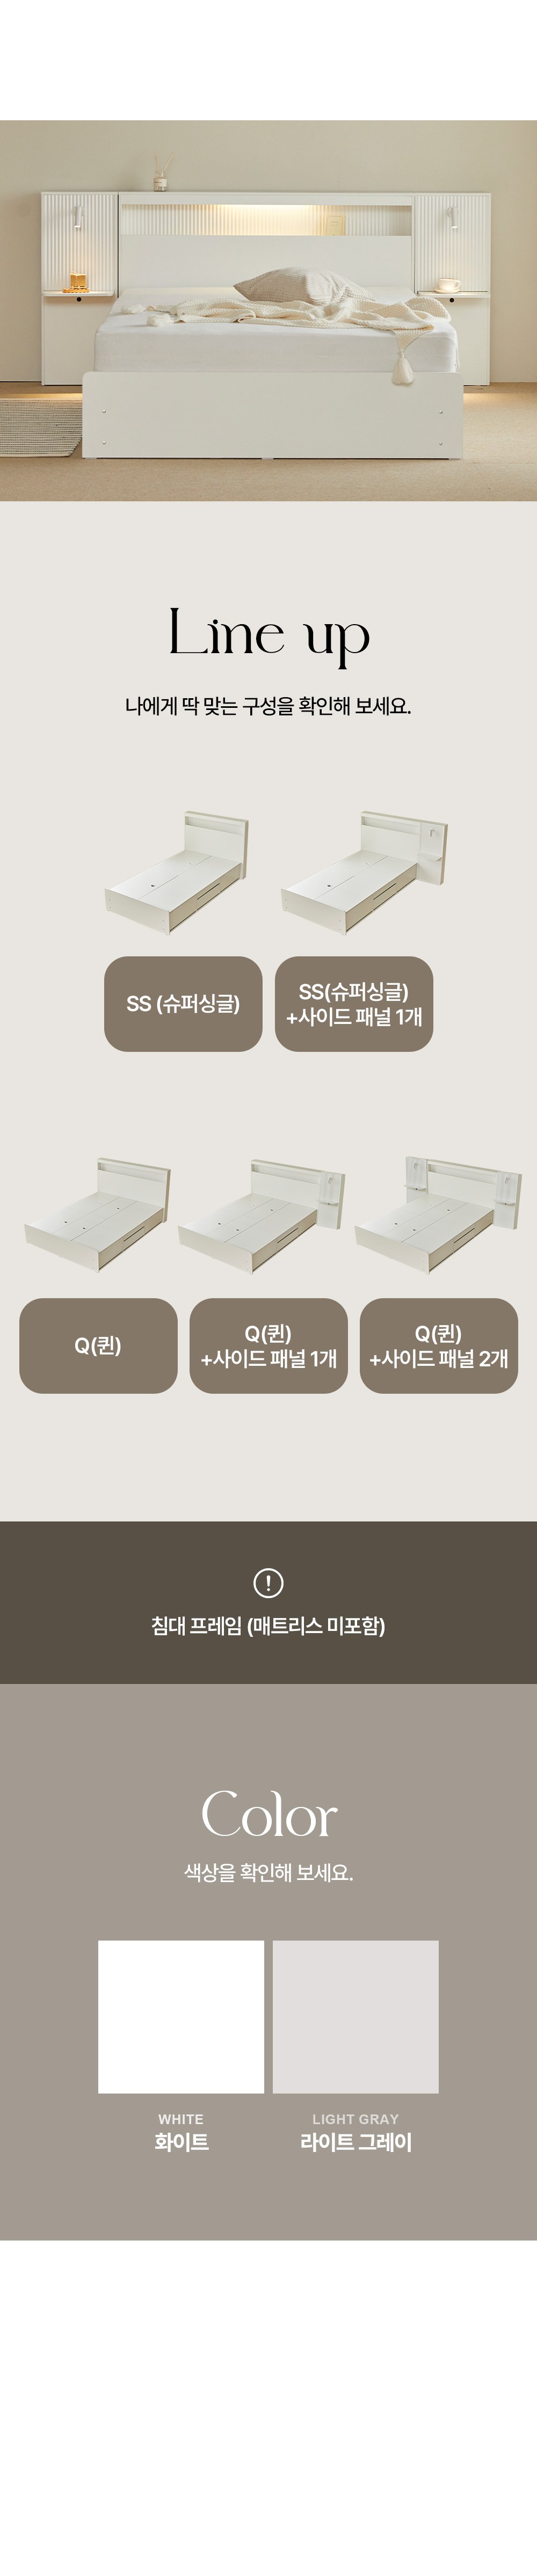 Line up
나에게 딱 맞는 구성을 확인해 보세요.
SS (슈퍼싱글)
SS(슈퍼싱글)
+사이드 패널 1개
Q(퀸)
Q(퀸)
+사이드 패널 1개
Q(퀸)
+사이드 패널 2개
침대 프레임 (매트리스 미포함)
Color
색상을 확인해 보세요.
WHITE
화이트
LIGHT GRAY
라이트 그레이